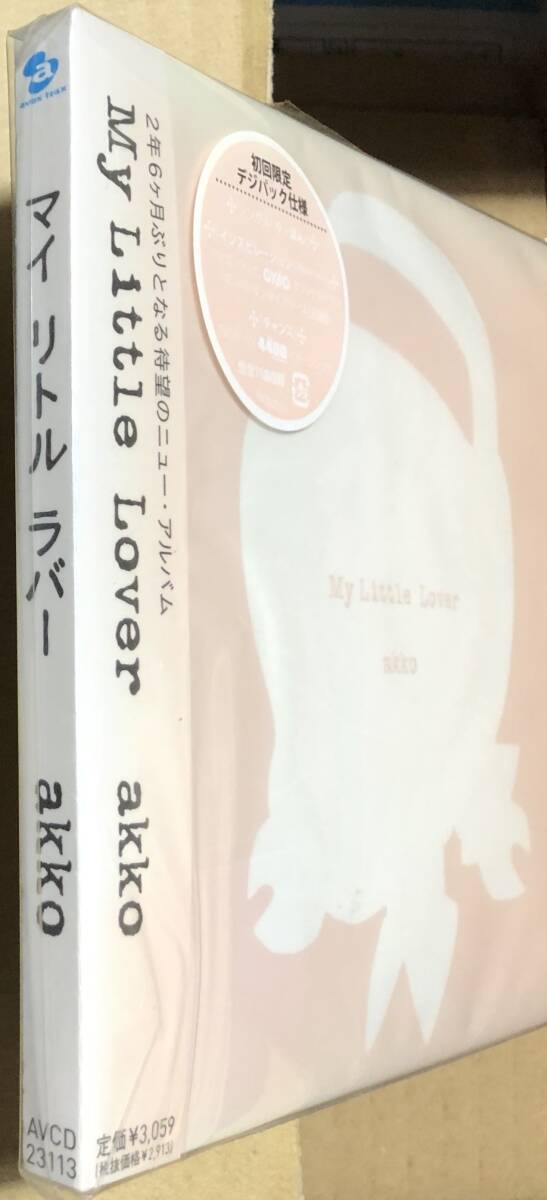 avex trax
マイ リトル ラバー akko
AVCD
23113
2年6ヶ月ぶりとなる待望のニュー・アルバム
My Little Lover akko
定価¥3,059
(税抜価格¥2,913)
初回限定
デジパック仕様
My Little Lover
akko